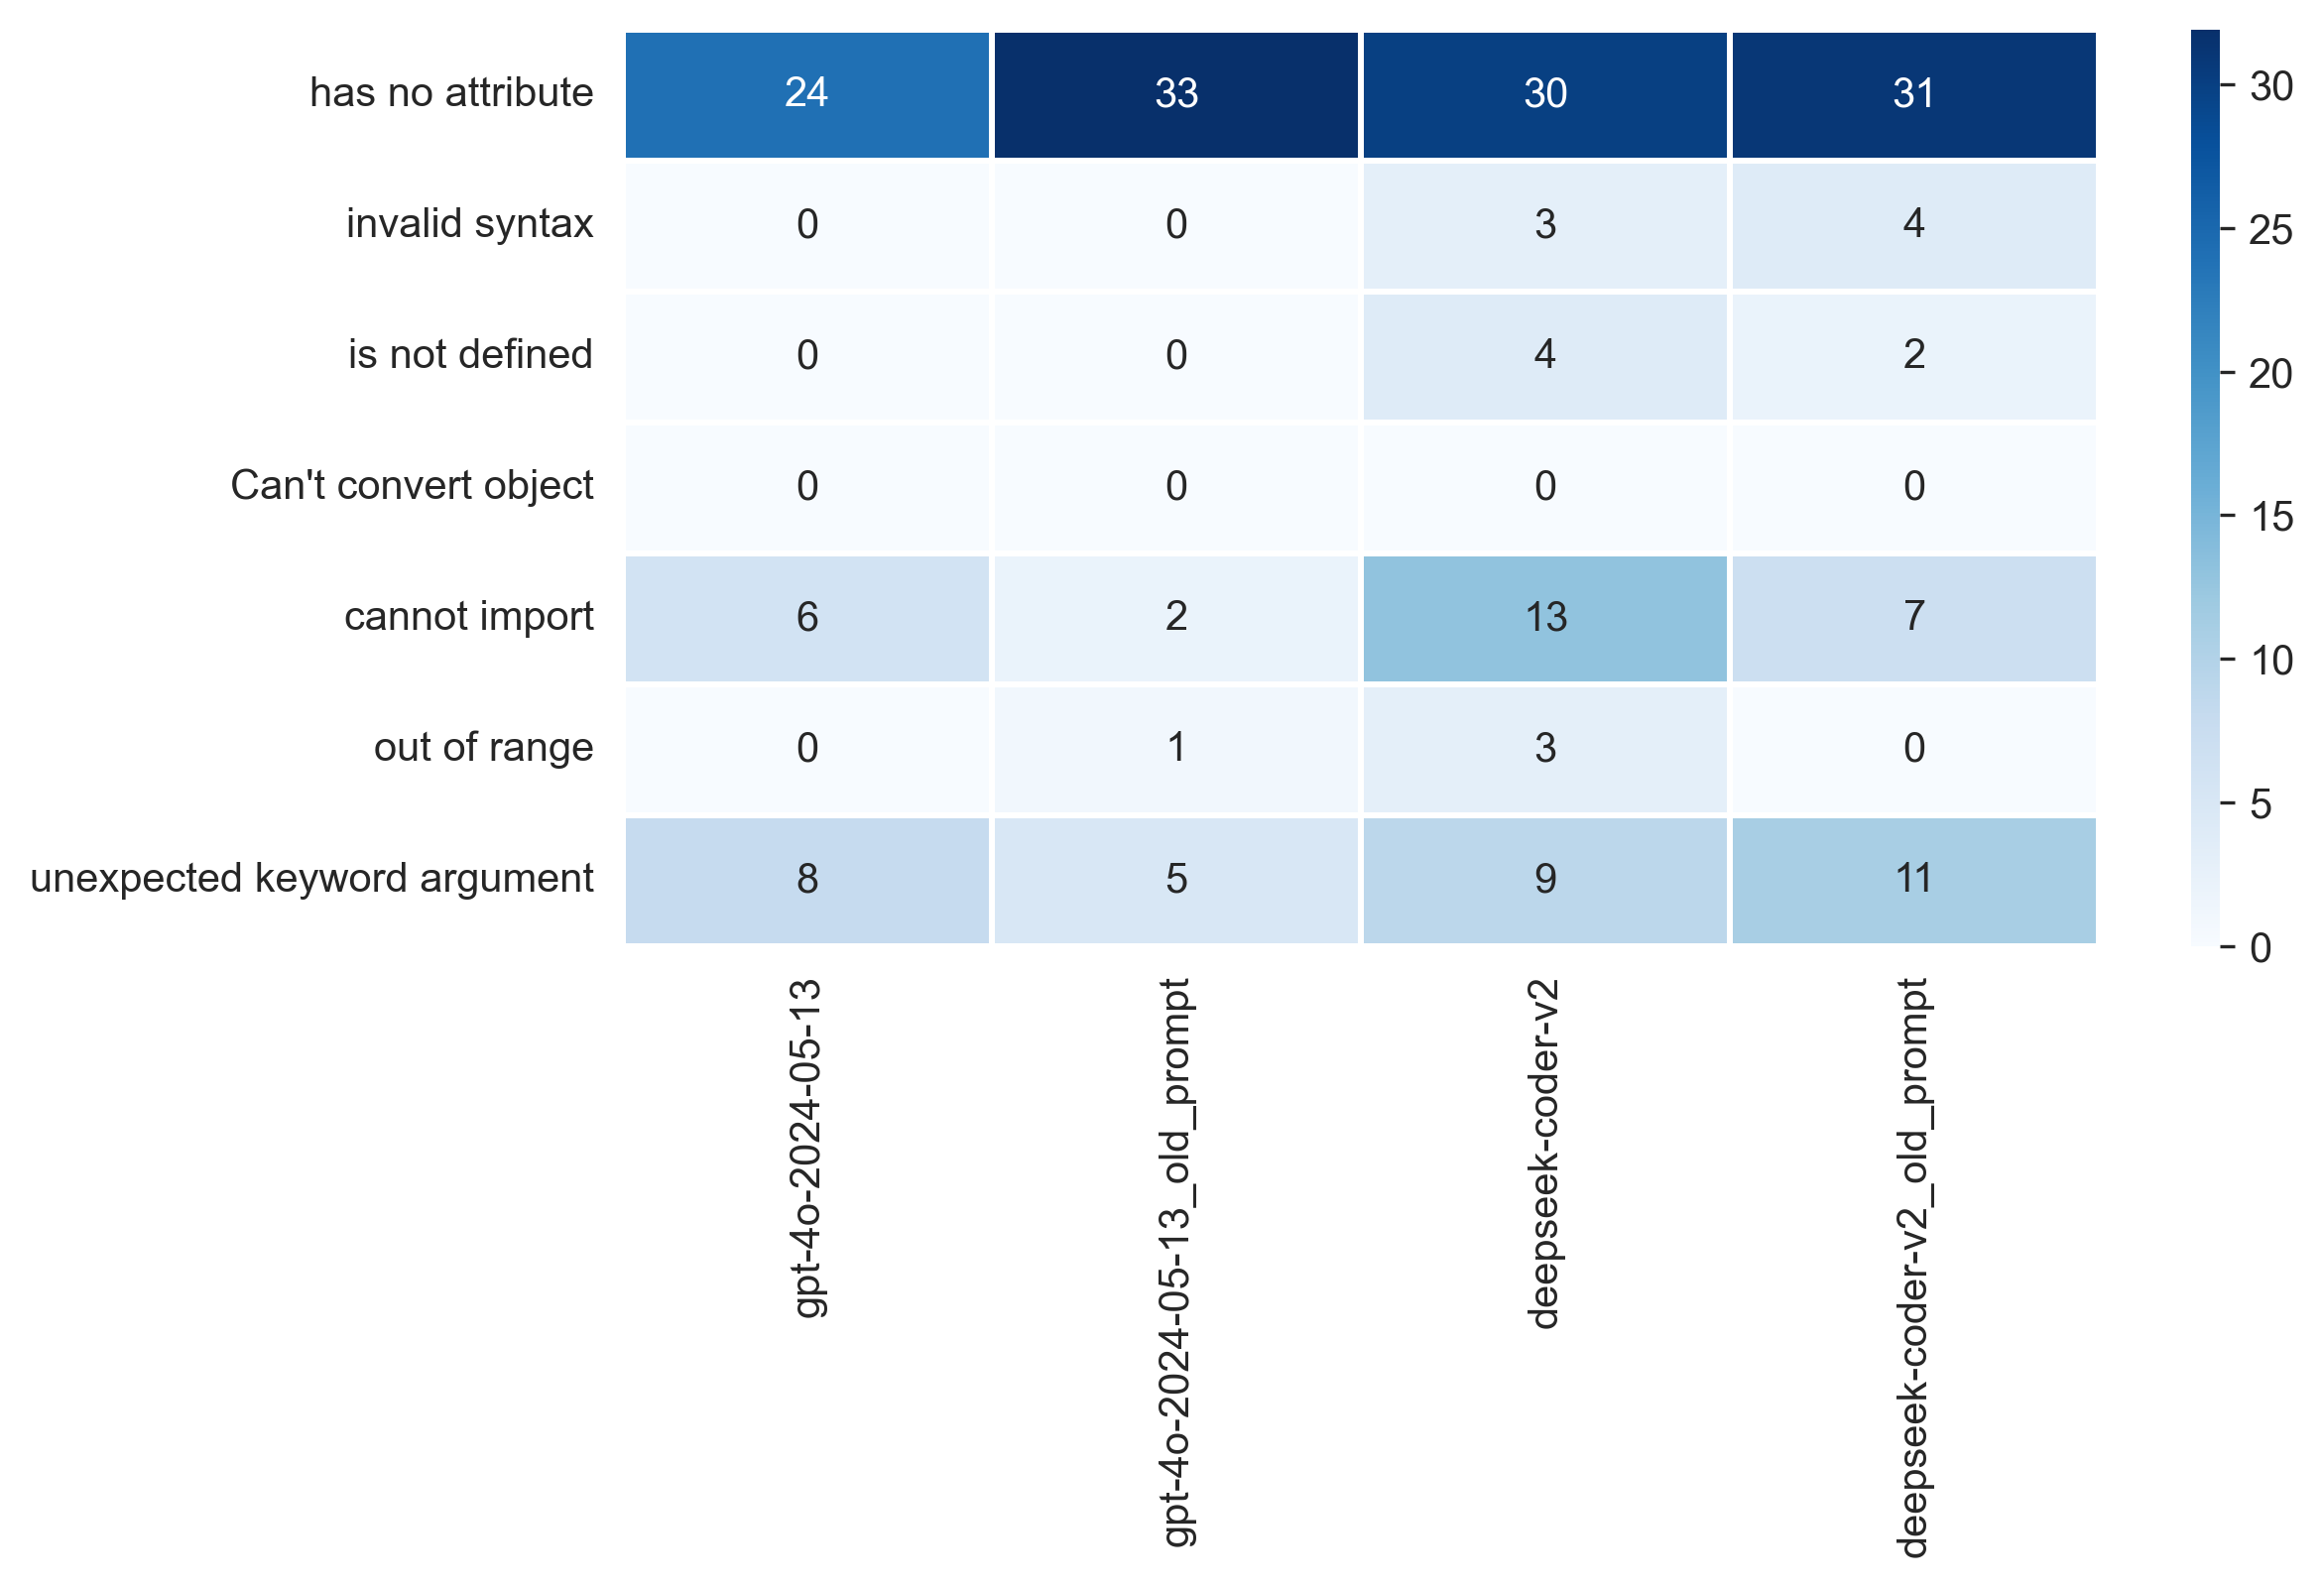 has no attribute 24 33 30 31
invalid syntax 0 0 3 4
is not defined 0 0 4 2
Can't convert object 0 0 0 0
cannot import 6 2 13 7
out of range 0 1 3 0
unexpected keyword argument 8 5 9 11
gpt-4o-2024-05-13
gpt-4o-2024-05-13_old_prompt
deepseek-coder-v2
deepseek-coder-v2_old_prompt
30
25
20
15
10
5
0